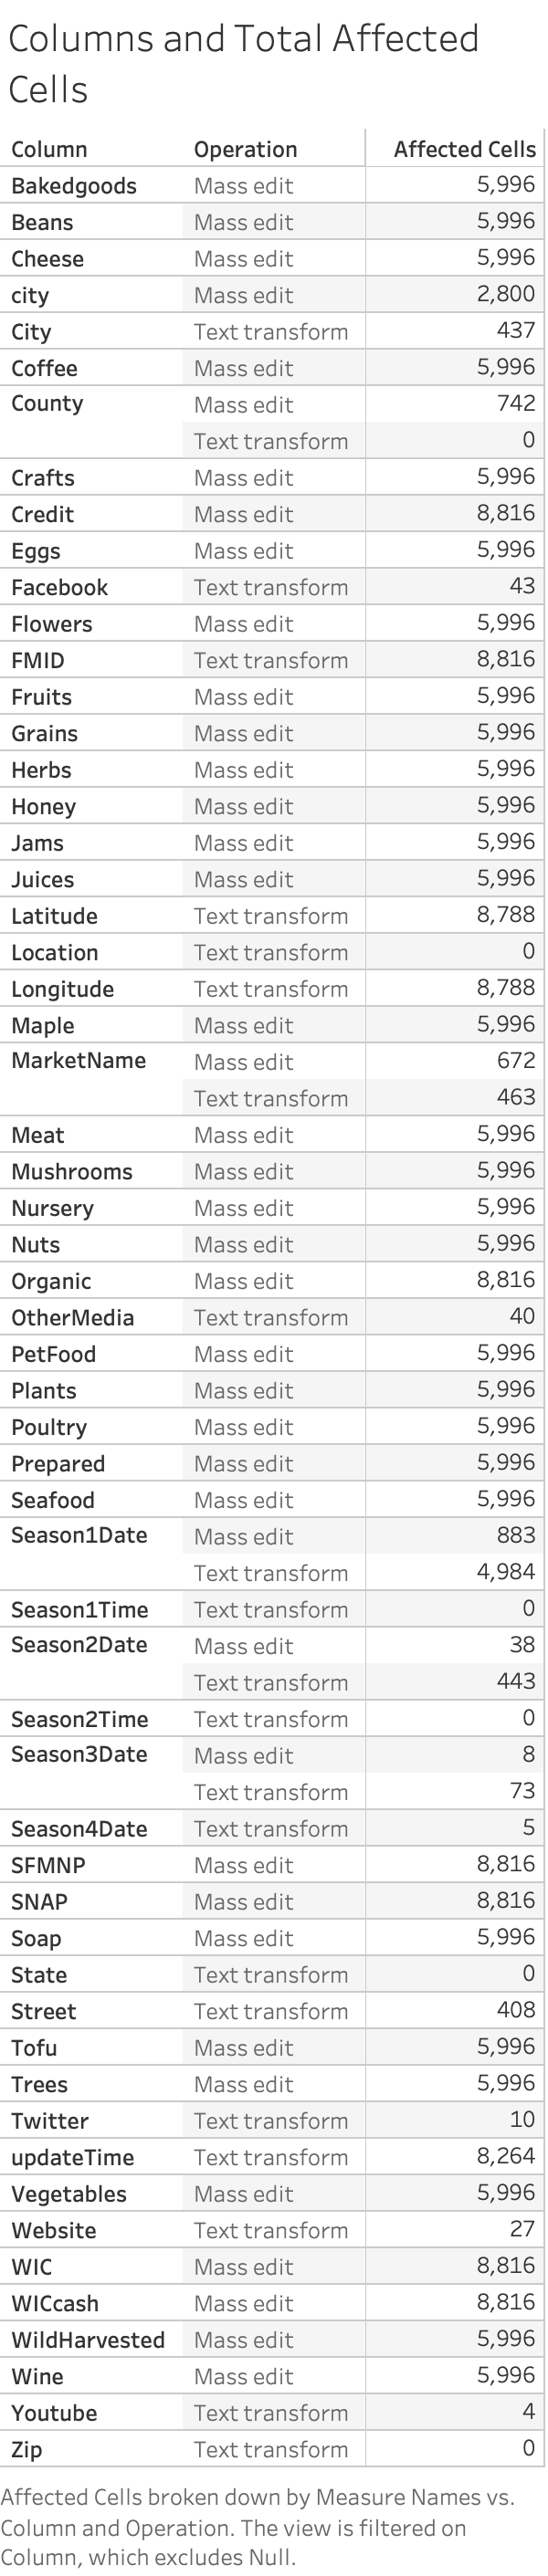 Columns and Total Affected
Cells
Column Operation Affected Cells
Bakedgoods Mass edit 5,996
Beans Mass edit 5,996
Cheese Mass edit 5,996
city Mass edit 2,800
City Text transform 437
Coffee Mass edit 5,996
County Mass edit 742
Text transform 0
Crafts Mass edit 5,996
Credit Mass edit 8,816
Eggs Mass edit 5,996
Facebook Text transform 43
Flowers Mass edit 5,996
FMID Text transform 8,816
Fruits Mass edit 5,996
Grains Mass edit 5,996
Herbs Mass edit 5,996
Honey Mass edit 5,996
Jams Mass edit 5,996
Juices Mass edit 5,996
Latitude Text transform 8,788
Location Text transform 0
Longitude Text transform 8,788
Maple Mass edit 5,996
MarketName Mass edit 672
Text transform 463
Meat Mass edit 5,996
Mushrooms Mass edit 5,996
Nursery Mass edit 5,996
Nuts Mass edit 5,996
Organic Mass edit 8,816
OtherMedia Text transform 40
PetFood Mass edit 5,996
Plants Mass edit 5,996
Poultry Mass edit 5,996
Prepared Mass edit 5,996
Seafood Mass edit 5,996
Season1Date Mass edit 883
Text transform 4,984
Season1Time Text transform 0
Season2Date Mass edit 38
Text transform 443
Season2Time Text transform 0
Season3Date Mass edit 8
Text transform 73
Season4Date Text transform 5
SFMNP Mass edit 8,816
SNAP Mass edit 8,816
Soap Mass edit 5,996
State Text transform 0
Street Text transform 408
Tofu Mass edit 5,996
Trees Mass edit 5,996
Twitter Text transform 10
updateTime Text transform 8,264
Vegetables Mass edit 5,996
Website Text transform 27
WIC Mass edit 8,816
WICcash Mass edit 8,816
WildHarvested Mass edit 5,996
Wine Mass edit 5,996
Youtube Text transform 4
Zip Text transform 0
Affected Cells broken down by Measure Names vs.
Column and Operation. The view is filtered on
Column, which excludes Null.